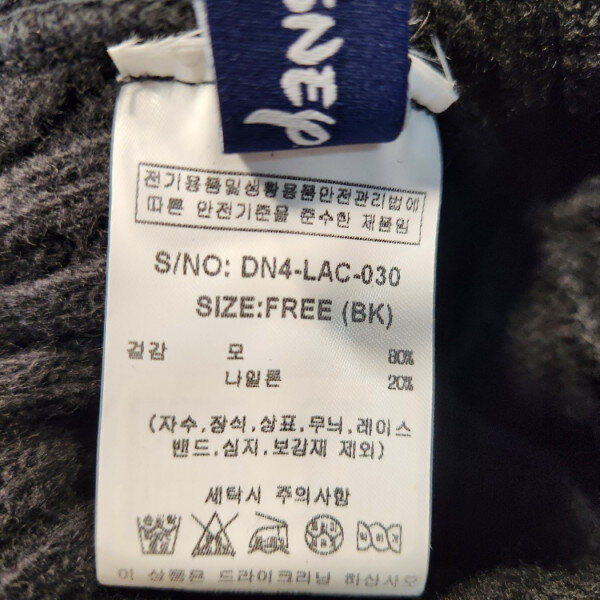 SNEY
전기용품및생활용품안전관리법에
따른 안전기준을 준수한 제품임
S/NO: DN4-LAC-030
SIZE:FREE (BK)
겉감 모 80%
나일론 20%
(자수.장식.상표.무늬.레이스
밴드.심지.보강재 제외)
세탁시 주의사항
이 상품은 드라이크리닝 하십시오